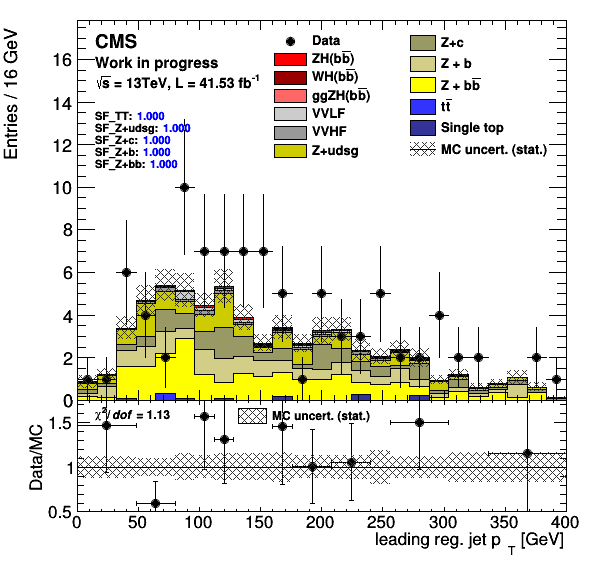 CMS
Work in progress
√s = 13TeV, L = 41.53 fb⁻¹
SF_TT: 1.000
SF_Z+udsg: 1.000
SF_Z+c: 1.000
SF_Z+b: 1.000
SF_Z+bb: 1.000
Data
ZH(bb̅)
WH(bb̅)
ggZH(bb̅)
VVLF
VVHF
Z+udsg
Z+c
Z + b
Z + bb̅
tt̅
Single top
MC uncert. (stat.)
Entries / 16 GeV
16
14
12
10
8
6
4
2
0
χ²/dof = 1.13
MC uncert. (stat.)
Data/MC
1.5
1
0.5
0 50 100 150 200 250 300 350 400
leading reg. jet p_T [GeV]